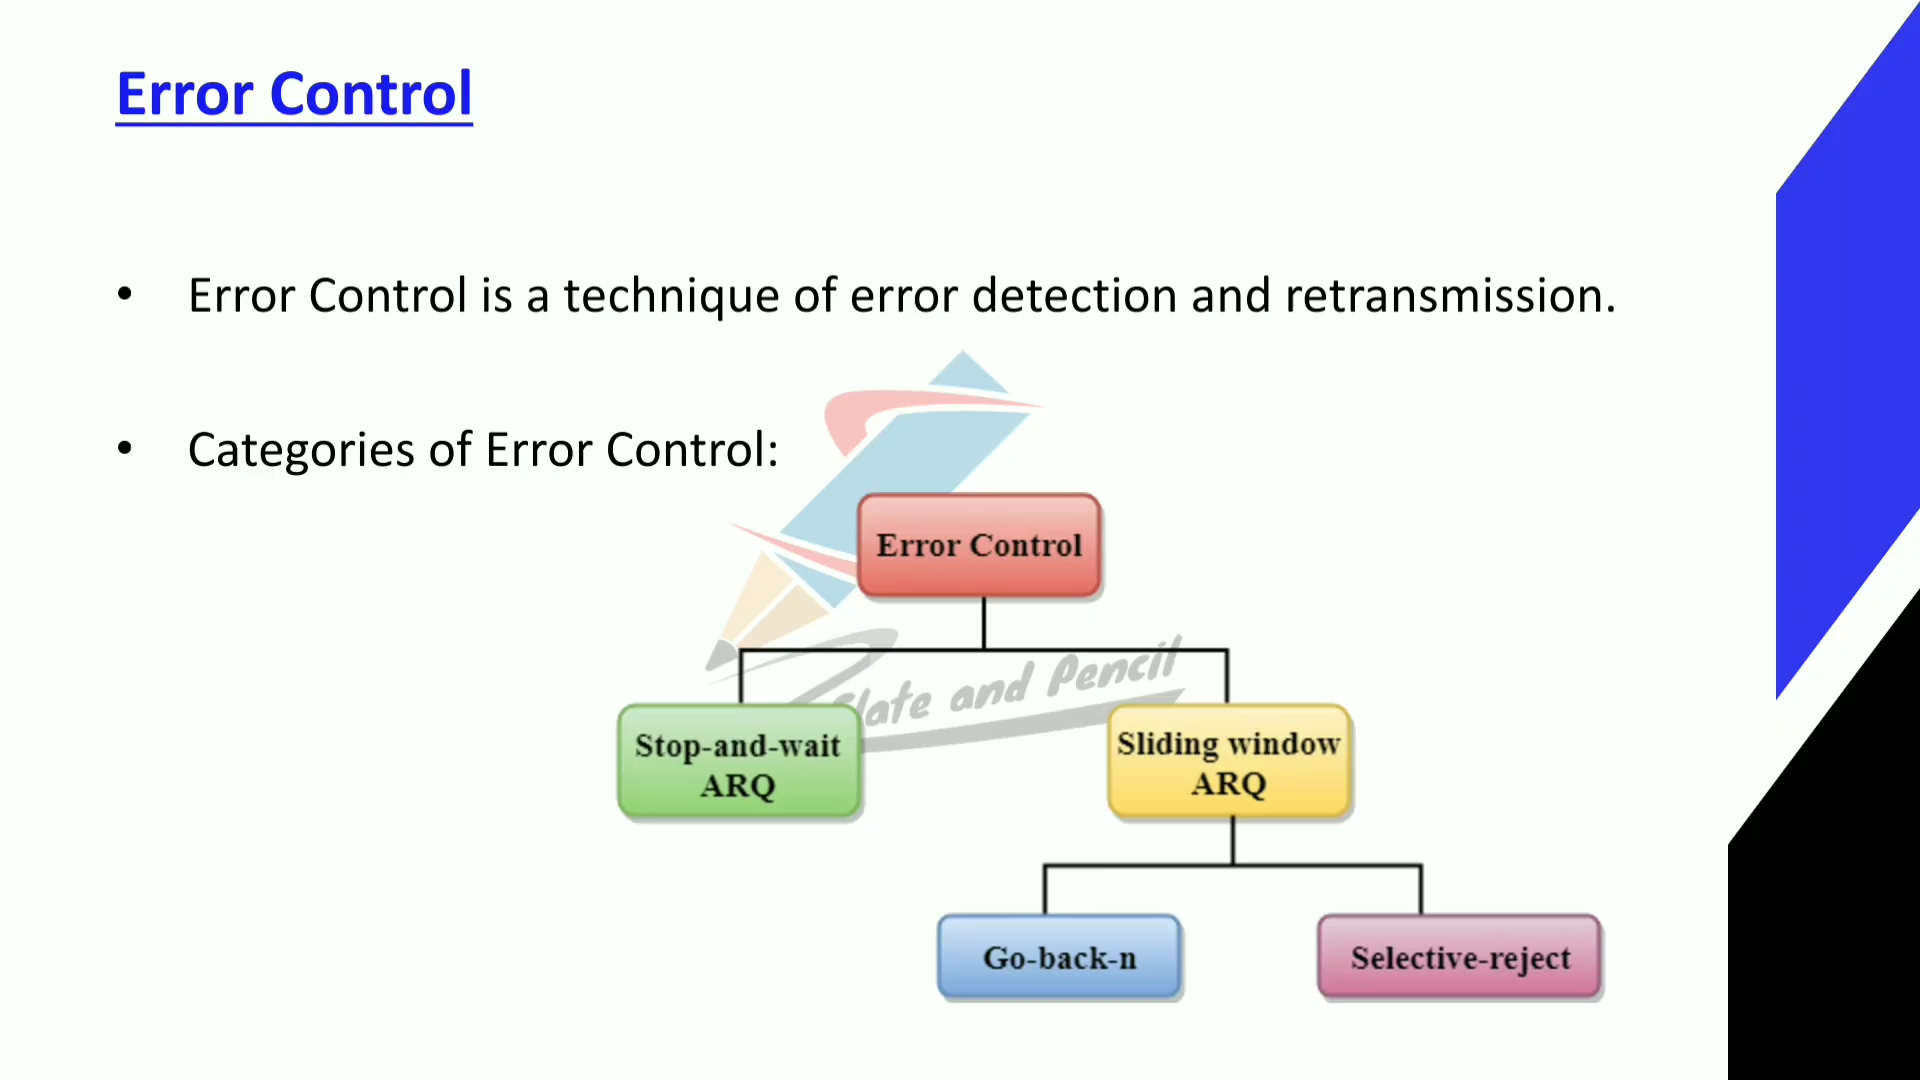 Error Control
• Error Control is a technique of error detection and retransmission.
• Categories of Error Control:
Error Control
Slate and Pencil
Stop-and-wait
ARQ
Sliding window
ARQ
Go-back-n
Selective-reject